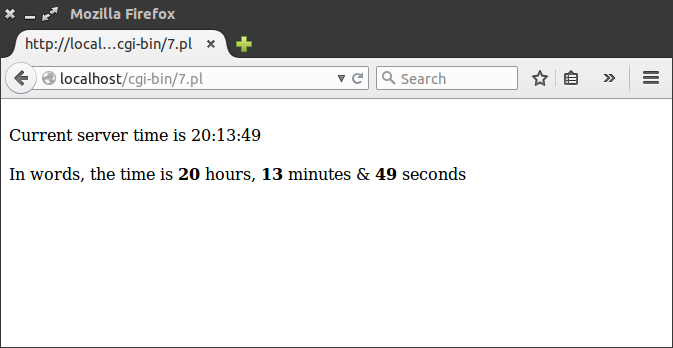 Mozilla Firefox
http://local...cgi-bin/7.pl
localhost/cgi-bin/7.pl
Search
Current server time is 20:13:49
In words, the time is 20 hours, 13 minutes & 49 seconds